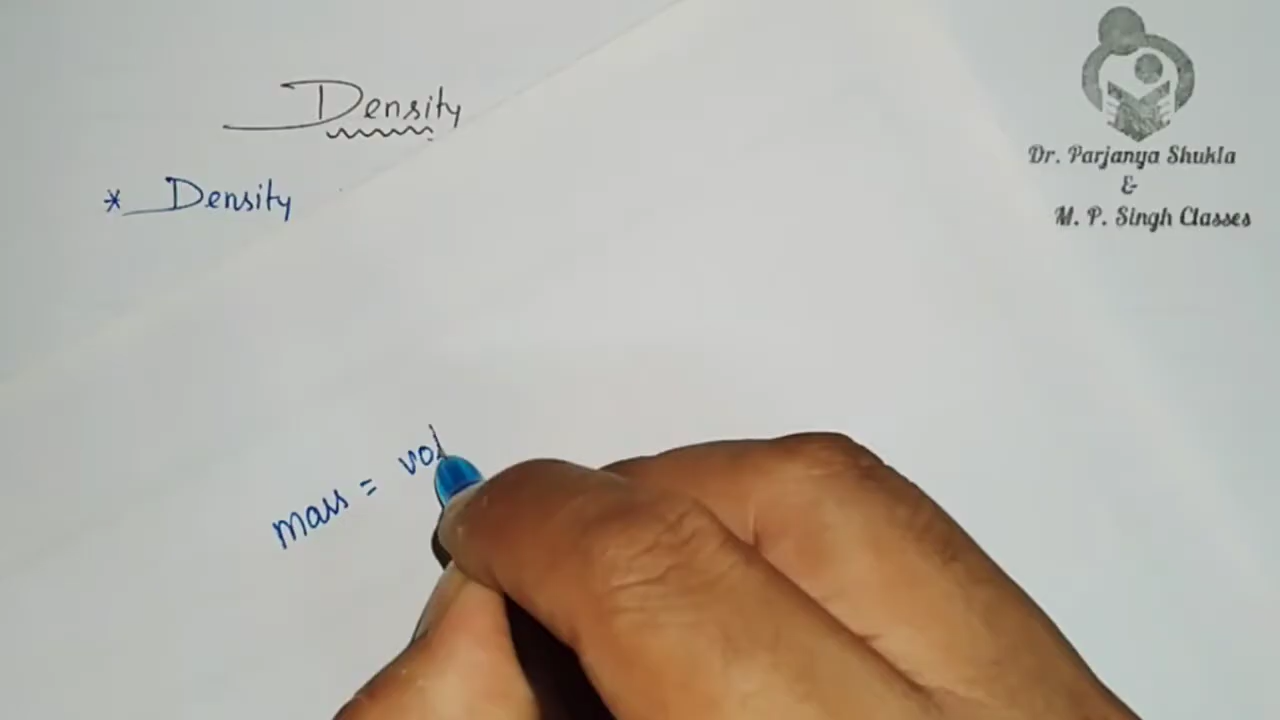 Density
* Density
mass = vol
Dr. Parjanya Shukla
&
M. P. Singh Classes